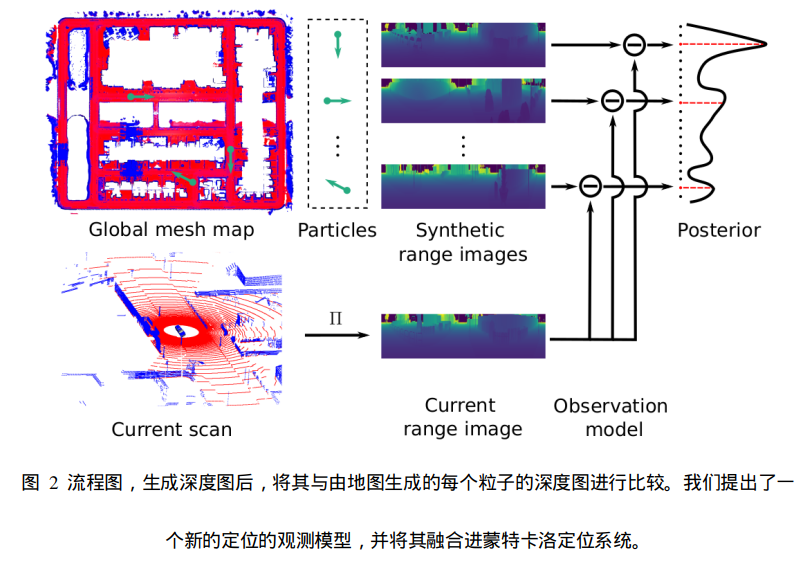 Global mesh map
Particles
Synthetic
range images
Posterior
Π
Current scan
Current
range image
Observation
model
图 2 流程图，生成深度图后，将其与由地图生成的每个粒子的深度图进行比较。我们提出了一
个新的定位的观测模型，并将其融合进蒙特卡洛定位系统。